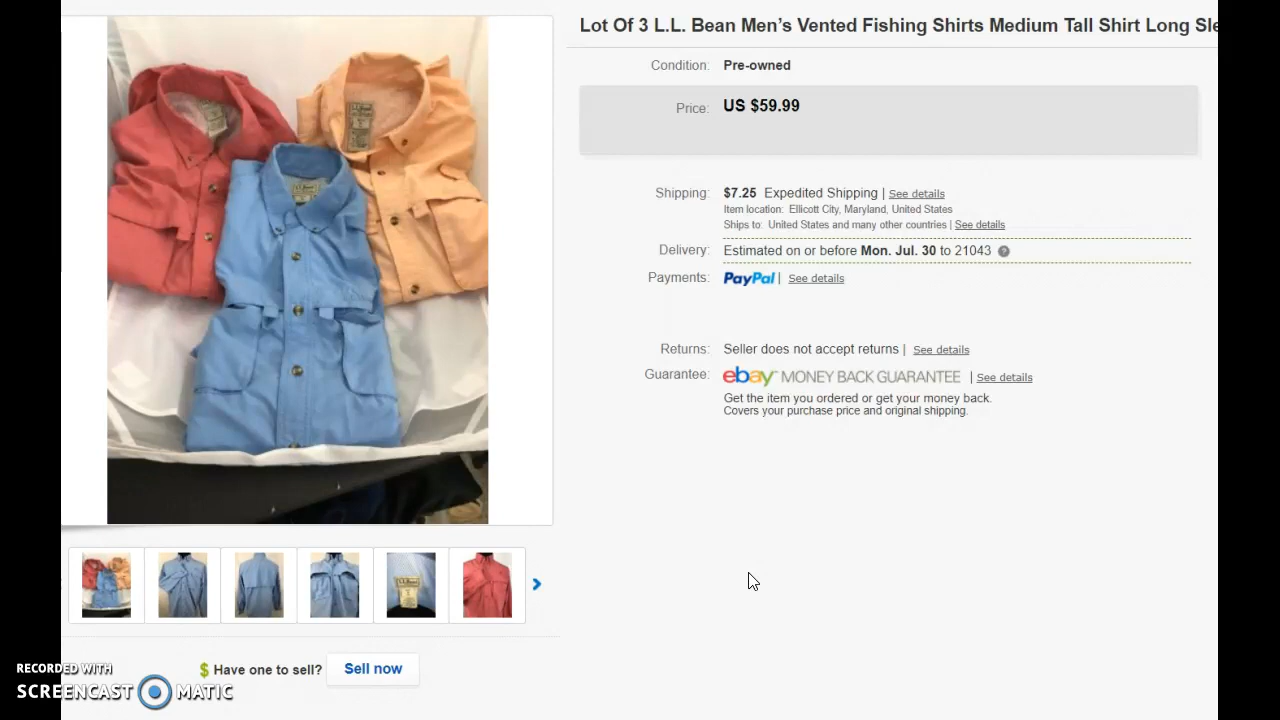 Lot Of 3 L.L. Bean Men’s Vented Fishing Shirts Medium Tall Shirt Long Sle
Condition: Pre-owned
Price: US $59.99
Shipping: $7.25 Expedited Shipping | See details
Item location: Ellicott City, Maryland, United States
Ships to: United States and many other countries | See details
Delivery: Estimated on or before Mon. Jul. 30 to 21043 ?
Payments: PayPal | See details
Returns: Seller does not accept returns | See details
Guarantee: ebay MONEY BACK GUARANTEE | See details
Get the item you ordered or get your money back.
Covers your purchase price and original shipping.
$ Have one to sell? Sell now
RECORDED WITH
SCREENCAST MATIC